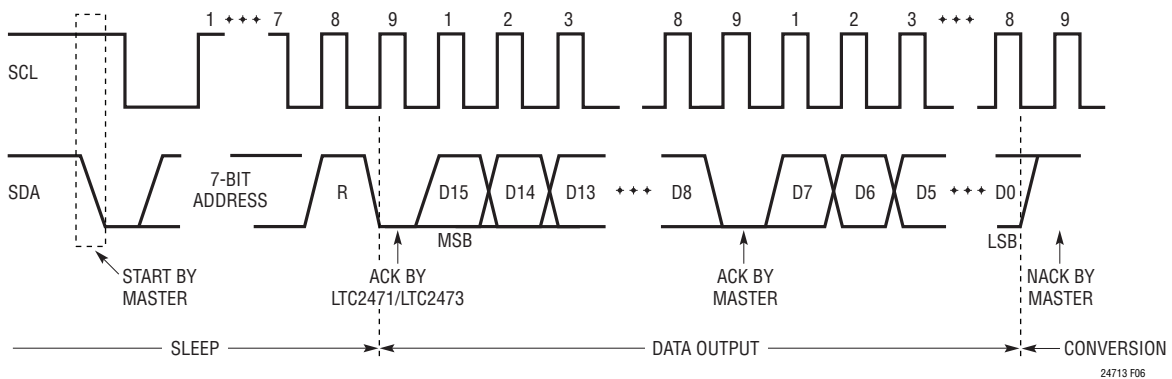 1 ✦✦✦ 7 8 9 1 2 3 8 9 1 2 3 ✦✦✦ 8 9
SCL
SDA
7-BIT
ADDRESS
R D15 D14 D13 ✦✦✦ D8 D7 D6 D5 ✦✦✦ D0
MSB
LSB
START BY
MASTER
ACK BY
LTC2471/LTC2473
ACK BY
MASTER
NACK BY
MASTER
SLEEP DATA OUTPUT CONVERSION
24713 F06